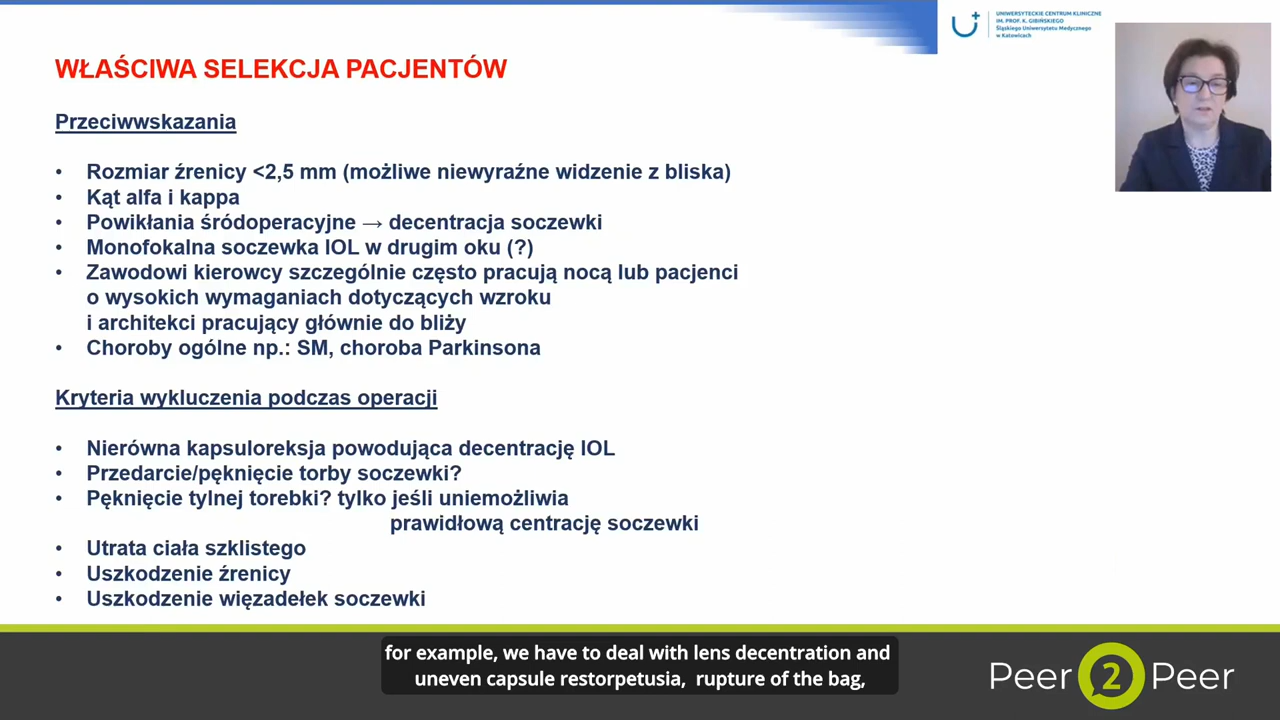 UNIWERSYTECKIE CENTRUM KLINICZNE
IM. PROF. K. GIBIŃSKIEGO
Śląskiego Uniwersytetu Medycznego
w Katowicach
WŁAŚCIWA SELEKCJA PACJENTÓW
Przeciwwskazania
• Rozmiar źrenicy <2,5 mm (możliwe niewyraźne widzenie z bliska)
• Kąt alfa i kappa
• Powikłania śródoperacyjne → decentracja soczewki
• Monofokalna soczewka IOL w drugim oku (?)
• Zawodowi kierowcy szczególnie często pracują nocą lub pacjenci
o wysokich wymaganiach dotyczących wzroku
i architekci pracujący głównie do bliży
• Choroby ogólne np.: SM, choroba Parkinsona
Kryteria wykluczenia podczas operacji
• Nierówna kapsuloreksja powodująca decentrację IOL
• Przedarcie/pęknięcie torby soczewki?
• Pęknięcie tylnej torebki? tylko jeśli uniemożliwia
prawidłową centrację soczewki
• Utrata ciała szklistego
• Uszkodzenie źrenicy
• Uszkodzenie więzadełek soczewki
for example, we have to deal with lens decentration and
uneven capsule restorpetusia, rupture of the bag,
Peer 2 Peer